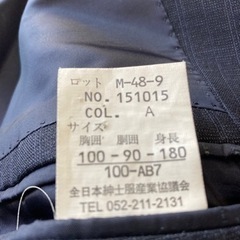 ロット M-48-9
NO. 151015
COL. A
サイズ
胸囲 胴囲 身長
100-90-180
100-AB7
全日本紳士服産業協議会
TEL 052-211-2131